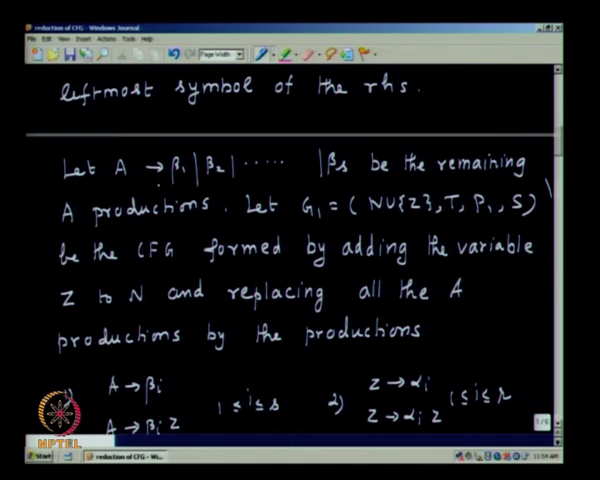 reduction of CFG - Windows Journal
File Edit View Insert Actions Tools Help
Page Width
leftmost symbol of the rhs.
Let A → β₁ | β₂ | ..... | βs be the remaining
A productions. Let G₁ = ( N∪{Z}, T, P₁, S )
be the CFG formed by adding the variable
Z to N and replacing all the A
productions by the productions
1) A → βi 1 ≤ i ≤ s 2) Z → αi 1 ≤ i ≤ r
A → βi Z Z → αi Z
NPTEL
1/6
Start reduction of CFG - Wi... 11:54 AM